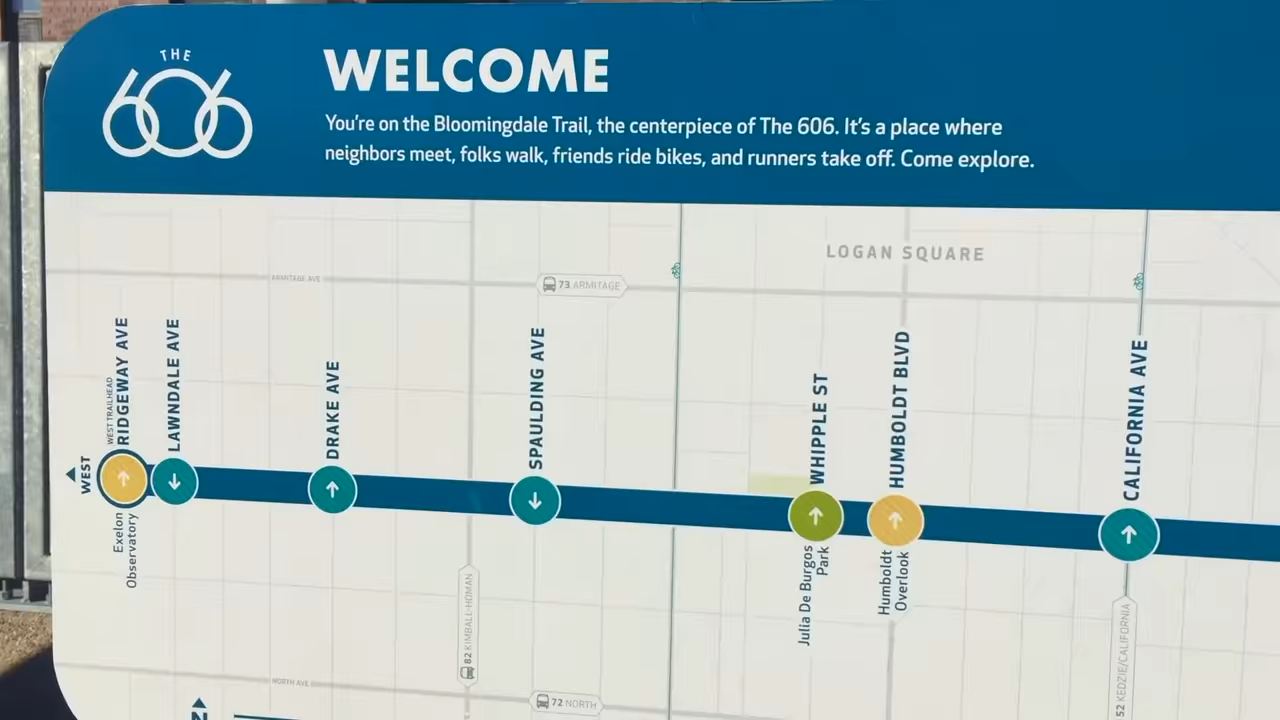 THE
606
WELCOME
You're on the Bloomingdale Trail, the centerpiece of The 606. It's a place where
neighbors meet, folks walk, friends ride bikes, and runners take off. Come explore.
LOGAN SQUARE
ARMITAGE AVE
73 ARMITAGE
WEST
WEST TRAILHEAD
RIDGEWAY AVE
Exelon
Observatory
LAWNDALE AVE
DRAKE AVE
SPAULDING AVE
WHIPPLE ST
Julia De Burgos
Park
HUMBOLDT BLVD
Humboldt
Overlook
CALIFORNIA AVE
82 KIMBALL-HOMAN
52 KEDZIE/CALIFORNIA
NORTH AVE
72 NORTH
N